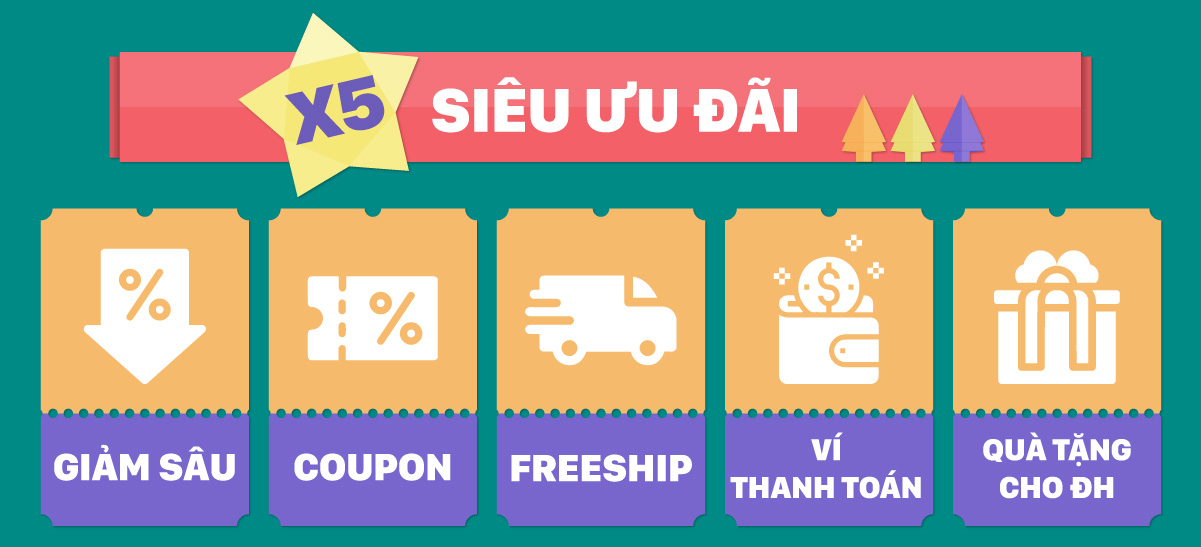 X5
SIÊU ƯU ĐÃI
GIẢM SÂU
COUPON
FREESHIP
VÍ
THANH TOÁN
QUÀ TẶNG
CHO ĐH